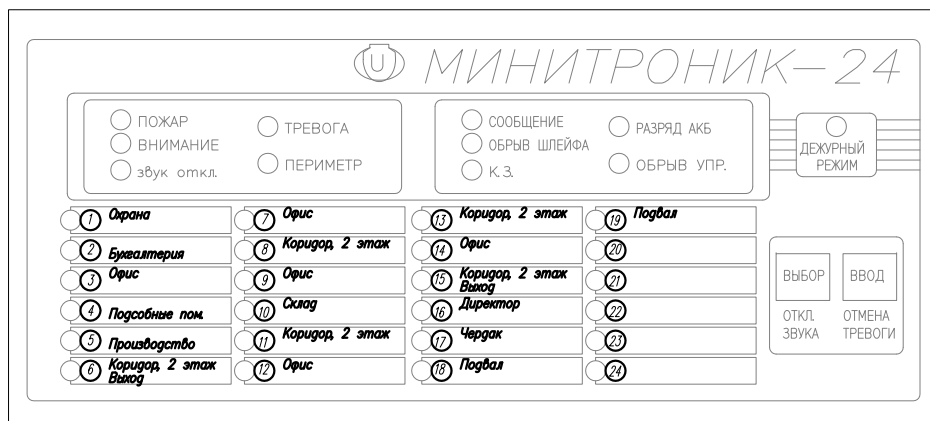 U МИНИТРОНИК-24
ПОЖАР
ВНИМАНИЕ
звук откл.
ТРЕВОГА
ПЕРИМЕТР
СООБЩЕНИЕ
ОБРЫВ ШЛЕЙФА
К.З.
РАЗРЯД АКБ
ОБРЫВ УПР.
ДЕЖУРНЫЙ
РЕЖИМ
1 Охрана
2 Бухгалтерия
3 Офис
4 Подсобные пом.
5 Производство
6 Коридор, 2 этаж
Выход
7 Офис
8 Коридор, 2 этаж
9 Офис
10 Склад
11 Коридор, 2 этаж
12 Офис
13 Коридор, 2 этаж
14 Офис
15 Коридор, 2 этаж
Выход
16 Директор
17 Чердак
18 Подвал
19 Подвал
20
21
22
23
24
ВЫБОР
ВВОД
ОТКЛ.
ЗВУКА
ОТМЕНА
ТРЕВОГИ